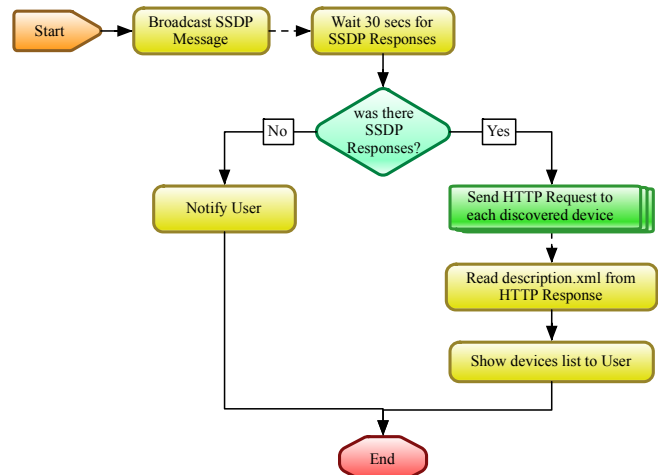 Start
Broadcast SSDP
Message
Wait 30 secs for
SSDP Responses
was there
SSDP
Responses?
No
Yes
Notify User
Send HTTP Request to
each discovered device
Read description.xml from
HTTP Response
Show devices list to User
End